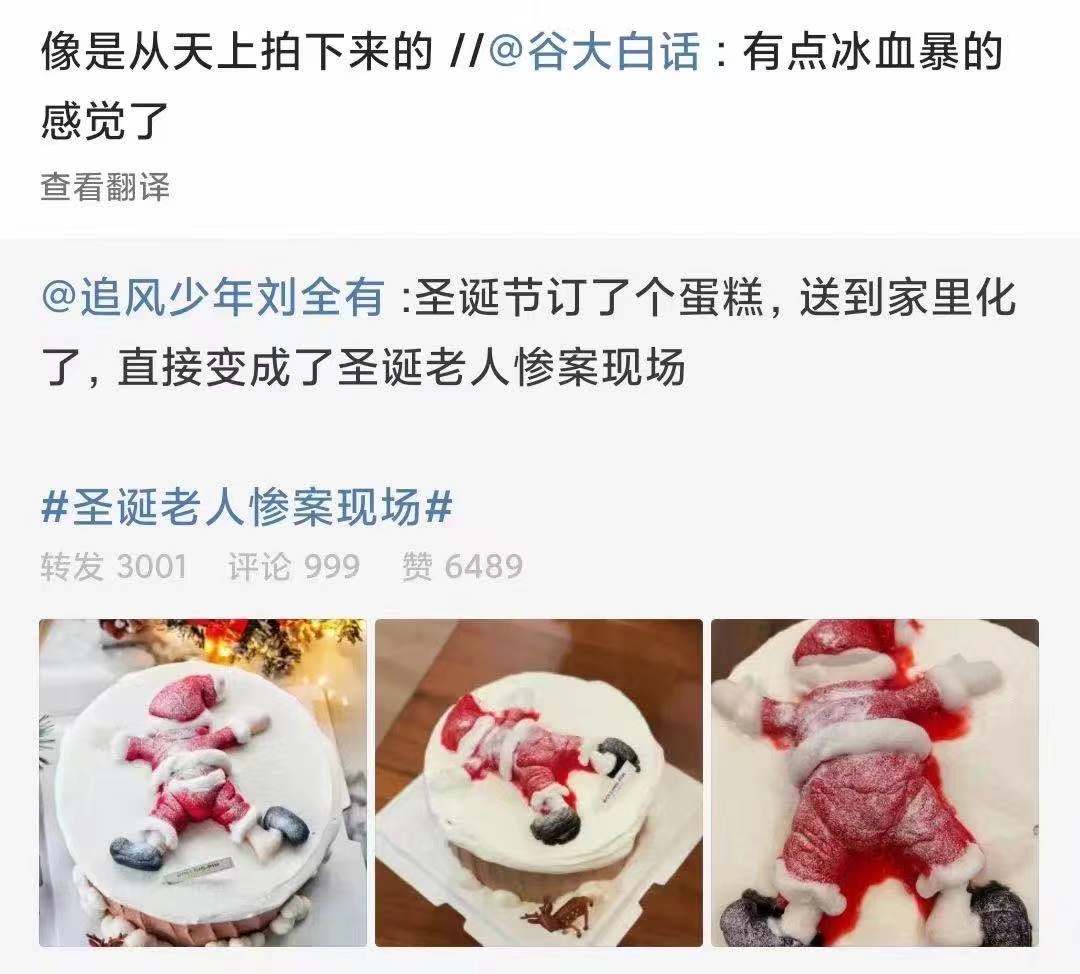 像是从天上拍下来的 //@谷大白话：有点冰血暴的
感觉了
查看翻译
@追风少年刘全有 :圣诞节订了个蛋糕, 送到家里化
了, 直接变成了圣诞老人惨案现场
#圣诞老人惨案现场#
转发 3001 评论 999 赞 6489